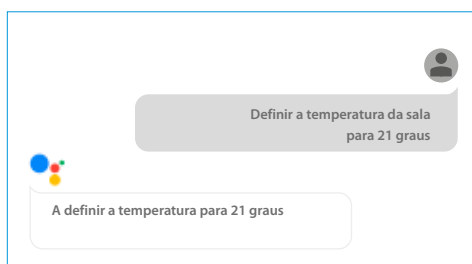 Definir a temperatura da sala
para 21 graus
A definir a temperatura para 21 graus